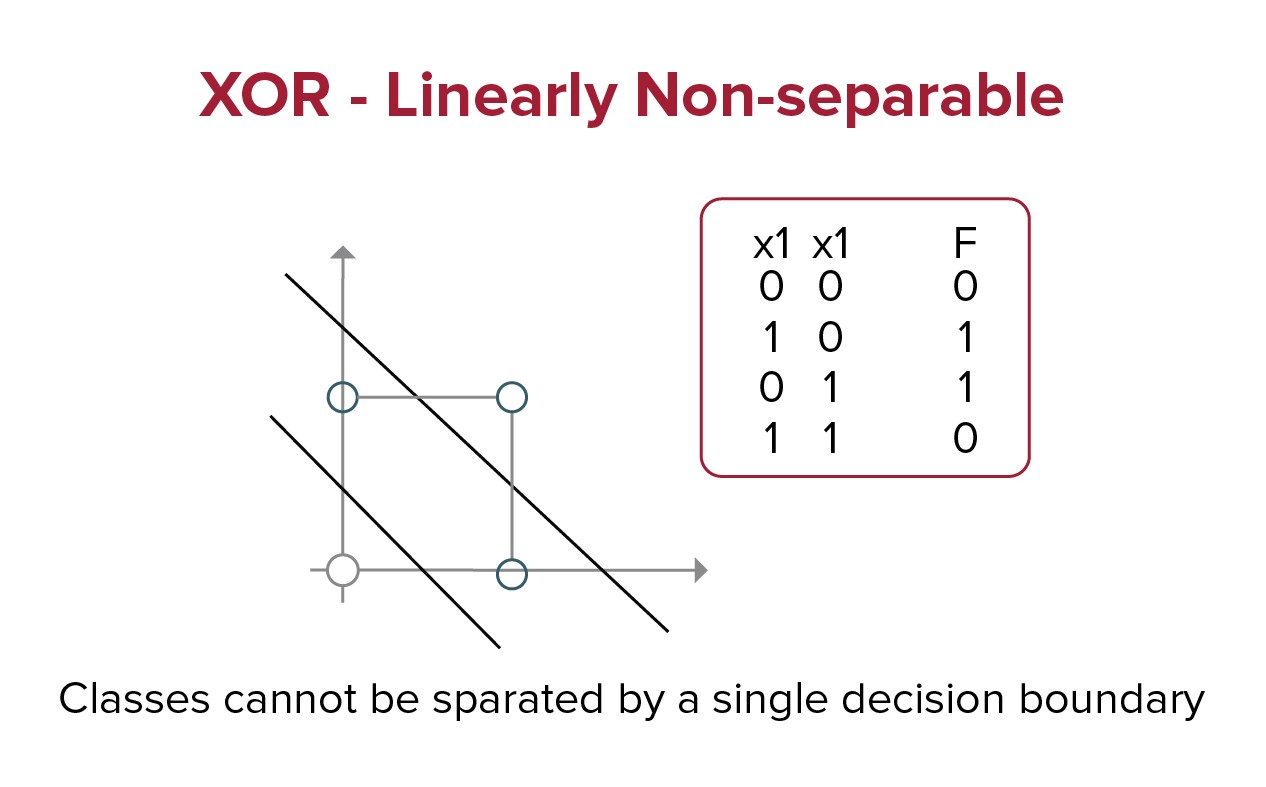 XOR - Linearly Non-separable
x1 x1 F
0 0 0
1 0 1
0 1 1
1 1 0
Classes cannot be sparated by a single decision boundary